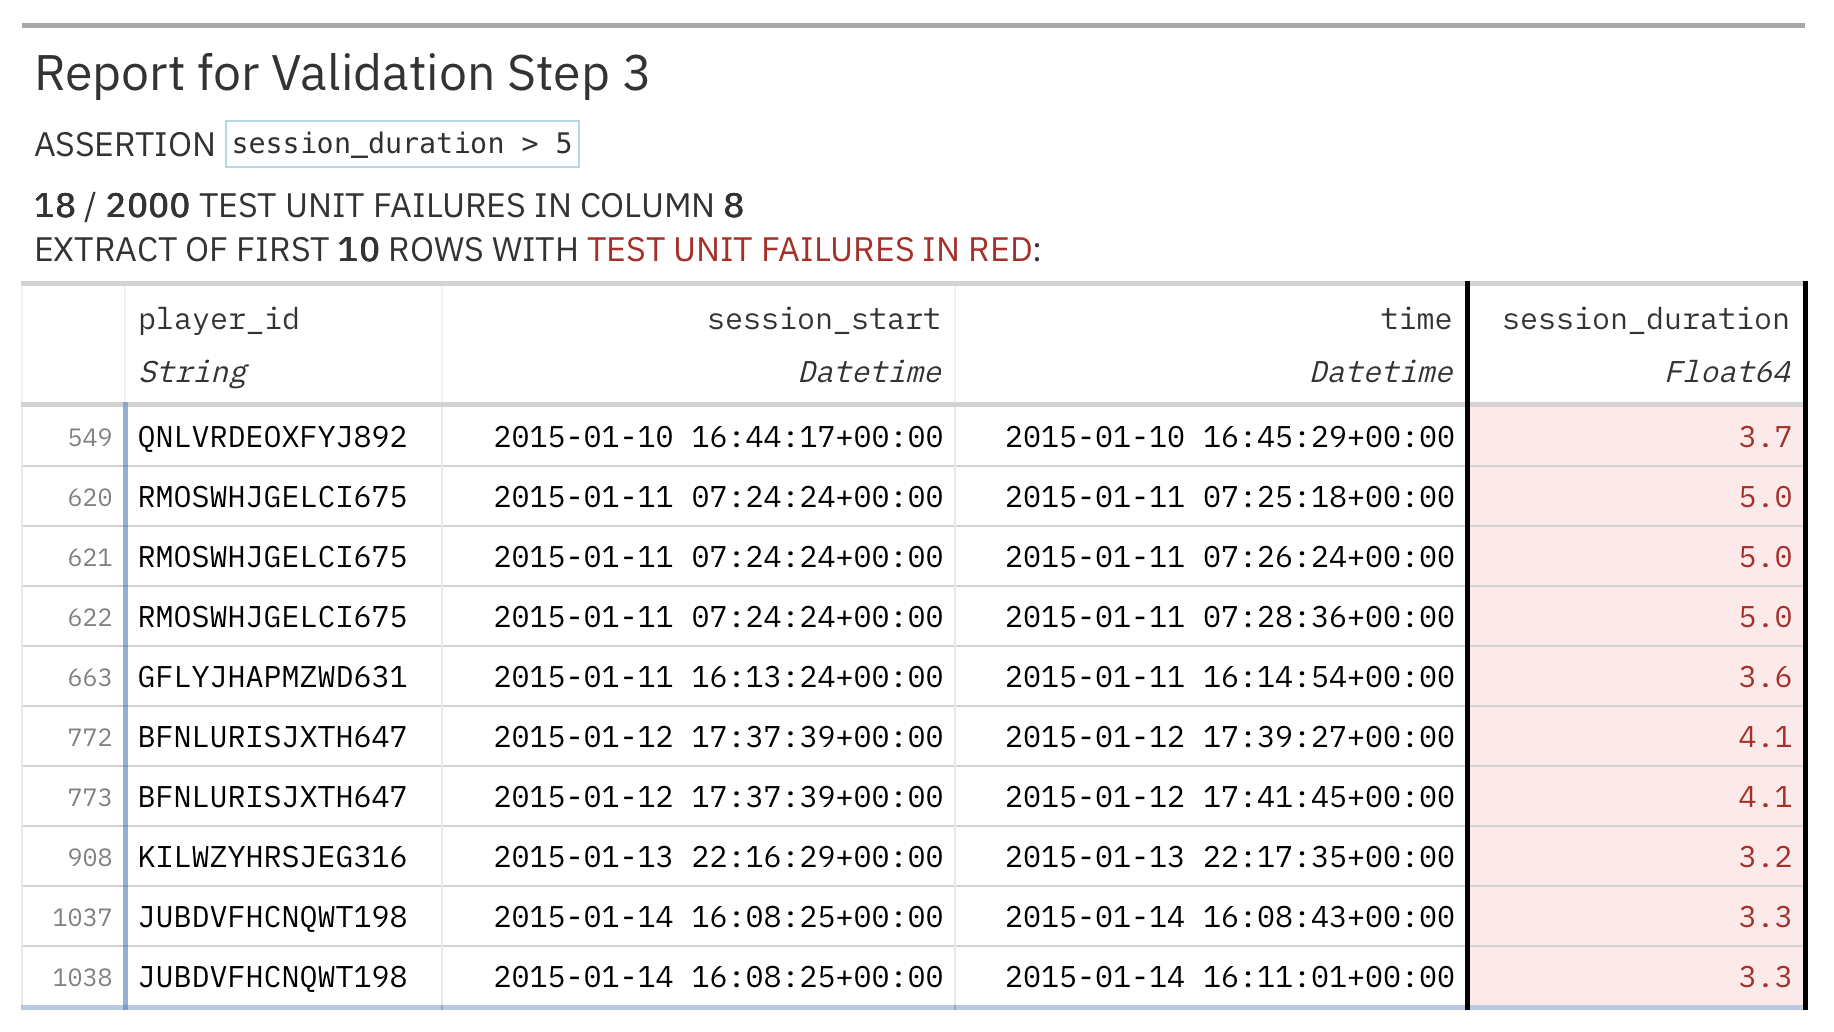 Report for Validation Step 3
ASSERTION session_duration > 5
18 / 2000 TEST UNIT FAILURES IN COLUMN 8
EXTRACT OF FIRST 10 ROWS WITH TEST UNIT FAILURES IN RED:
player_id session_start time session_duration
String Datetime Datetime Float64
549 QNLVRDEOXFYJ892 2015-01-10 16:44:17+00:00 2015-01-10 16:45:29+00:00 3.7
620 RMOSWHJGELCI675 2015-01-11 07:24:24+00:00 2015-01-11 07:25:18+00:00 5.0
621 RMOSWHJGELCI675 2015-01-11 07:24:24+00:00 2015-01-11 07:26:24+00:00 5.0
622 RMOSWHJGELCI675 2015-01-11 07:24:24+00:00 2015-01-11 07:28:36+00:00 5.0
663 GFLYJHAPMZWD631 2015-01-11 16:13:24+00:00 2015-01-11 16:14:54+00:00 3.6
772 BFNLURISJXTH647 2015-01-12 17:37:39+00:00 2015-01-12 17:39:27+00:00 4.1
773 BFNLURISJXTH647 2015-01-12 17:37:39+00:00 2015-01-12 17:41:45+00:00 4.1
908 KILWZYHRSJEG316 2015-01-13 22:16:29+00:00 2015-01-13 22:17:35+00:00 3.2
1037 JUBDVFHCNQWT198 2015-01-14 16:08:25+00:00 2015-01-14 16:08:43+00:00 3.3
1038 JUBDVFHCNQWT198 2015-01-14 16:08:25+00:00 2015-01-14 16:11:01+00:00 3.3